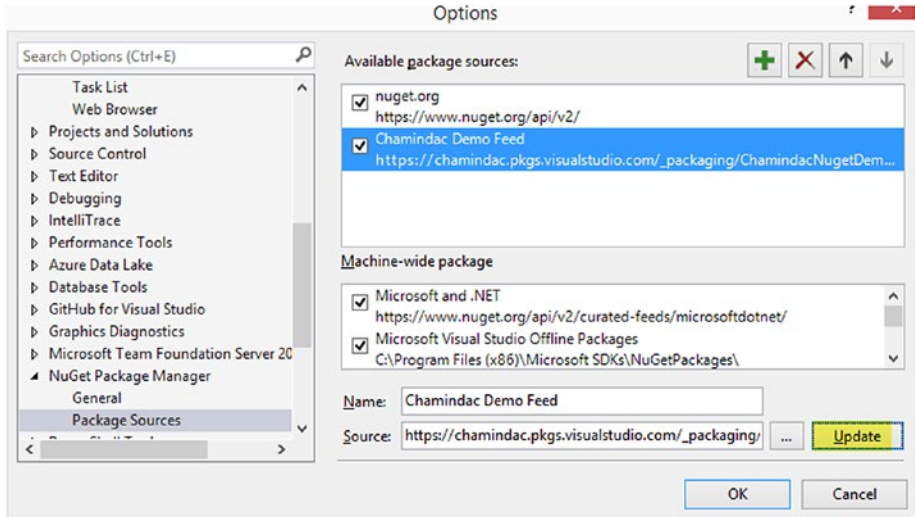 Options
?
Search Options (Ctrl+E)
Task List
Web Browser
Projects and Solutions
Source Control
Text Editor
Debugging
IntelliTrace
Performance Tools
Azure Data Lake
Database Tools
GitHub for Visual Studio
Graphics Diagnostics
Microsoft Team Foundation Server 20
NuGet Package Manager
General
Package Sources
Available package sources:
nuget.org
https://www.nuget.org/api/v2/
Chamindac Demo Feed
https://chamindac.pkgs.visualstudio.com/_packaging/ChamindacNugetDem...
Machine-wide package
Microsoft and .NET
https://www.nuget.org/api/v2/curated-feeds/microsoftdotnet/
Microsoft Visual Studio Offline Packages
C:\Program Files (x86)\Microsoft SDKs\NuGetPackages\
Name: Chamindac Demo Feed
Source: https://chamindac.pkgs.visualstudio.com/_packaging/ ... Update
OK Cancel